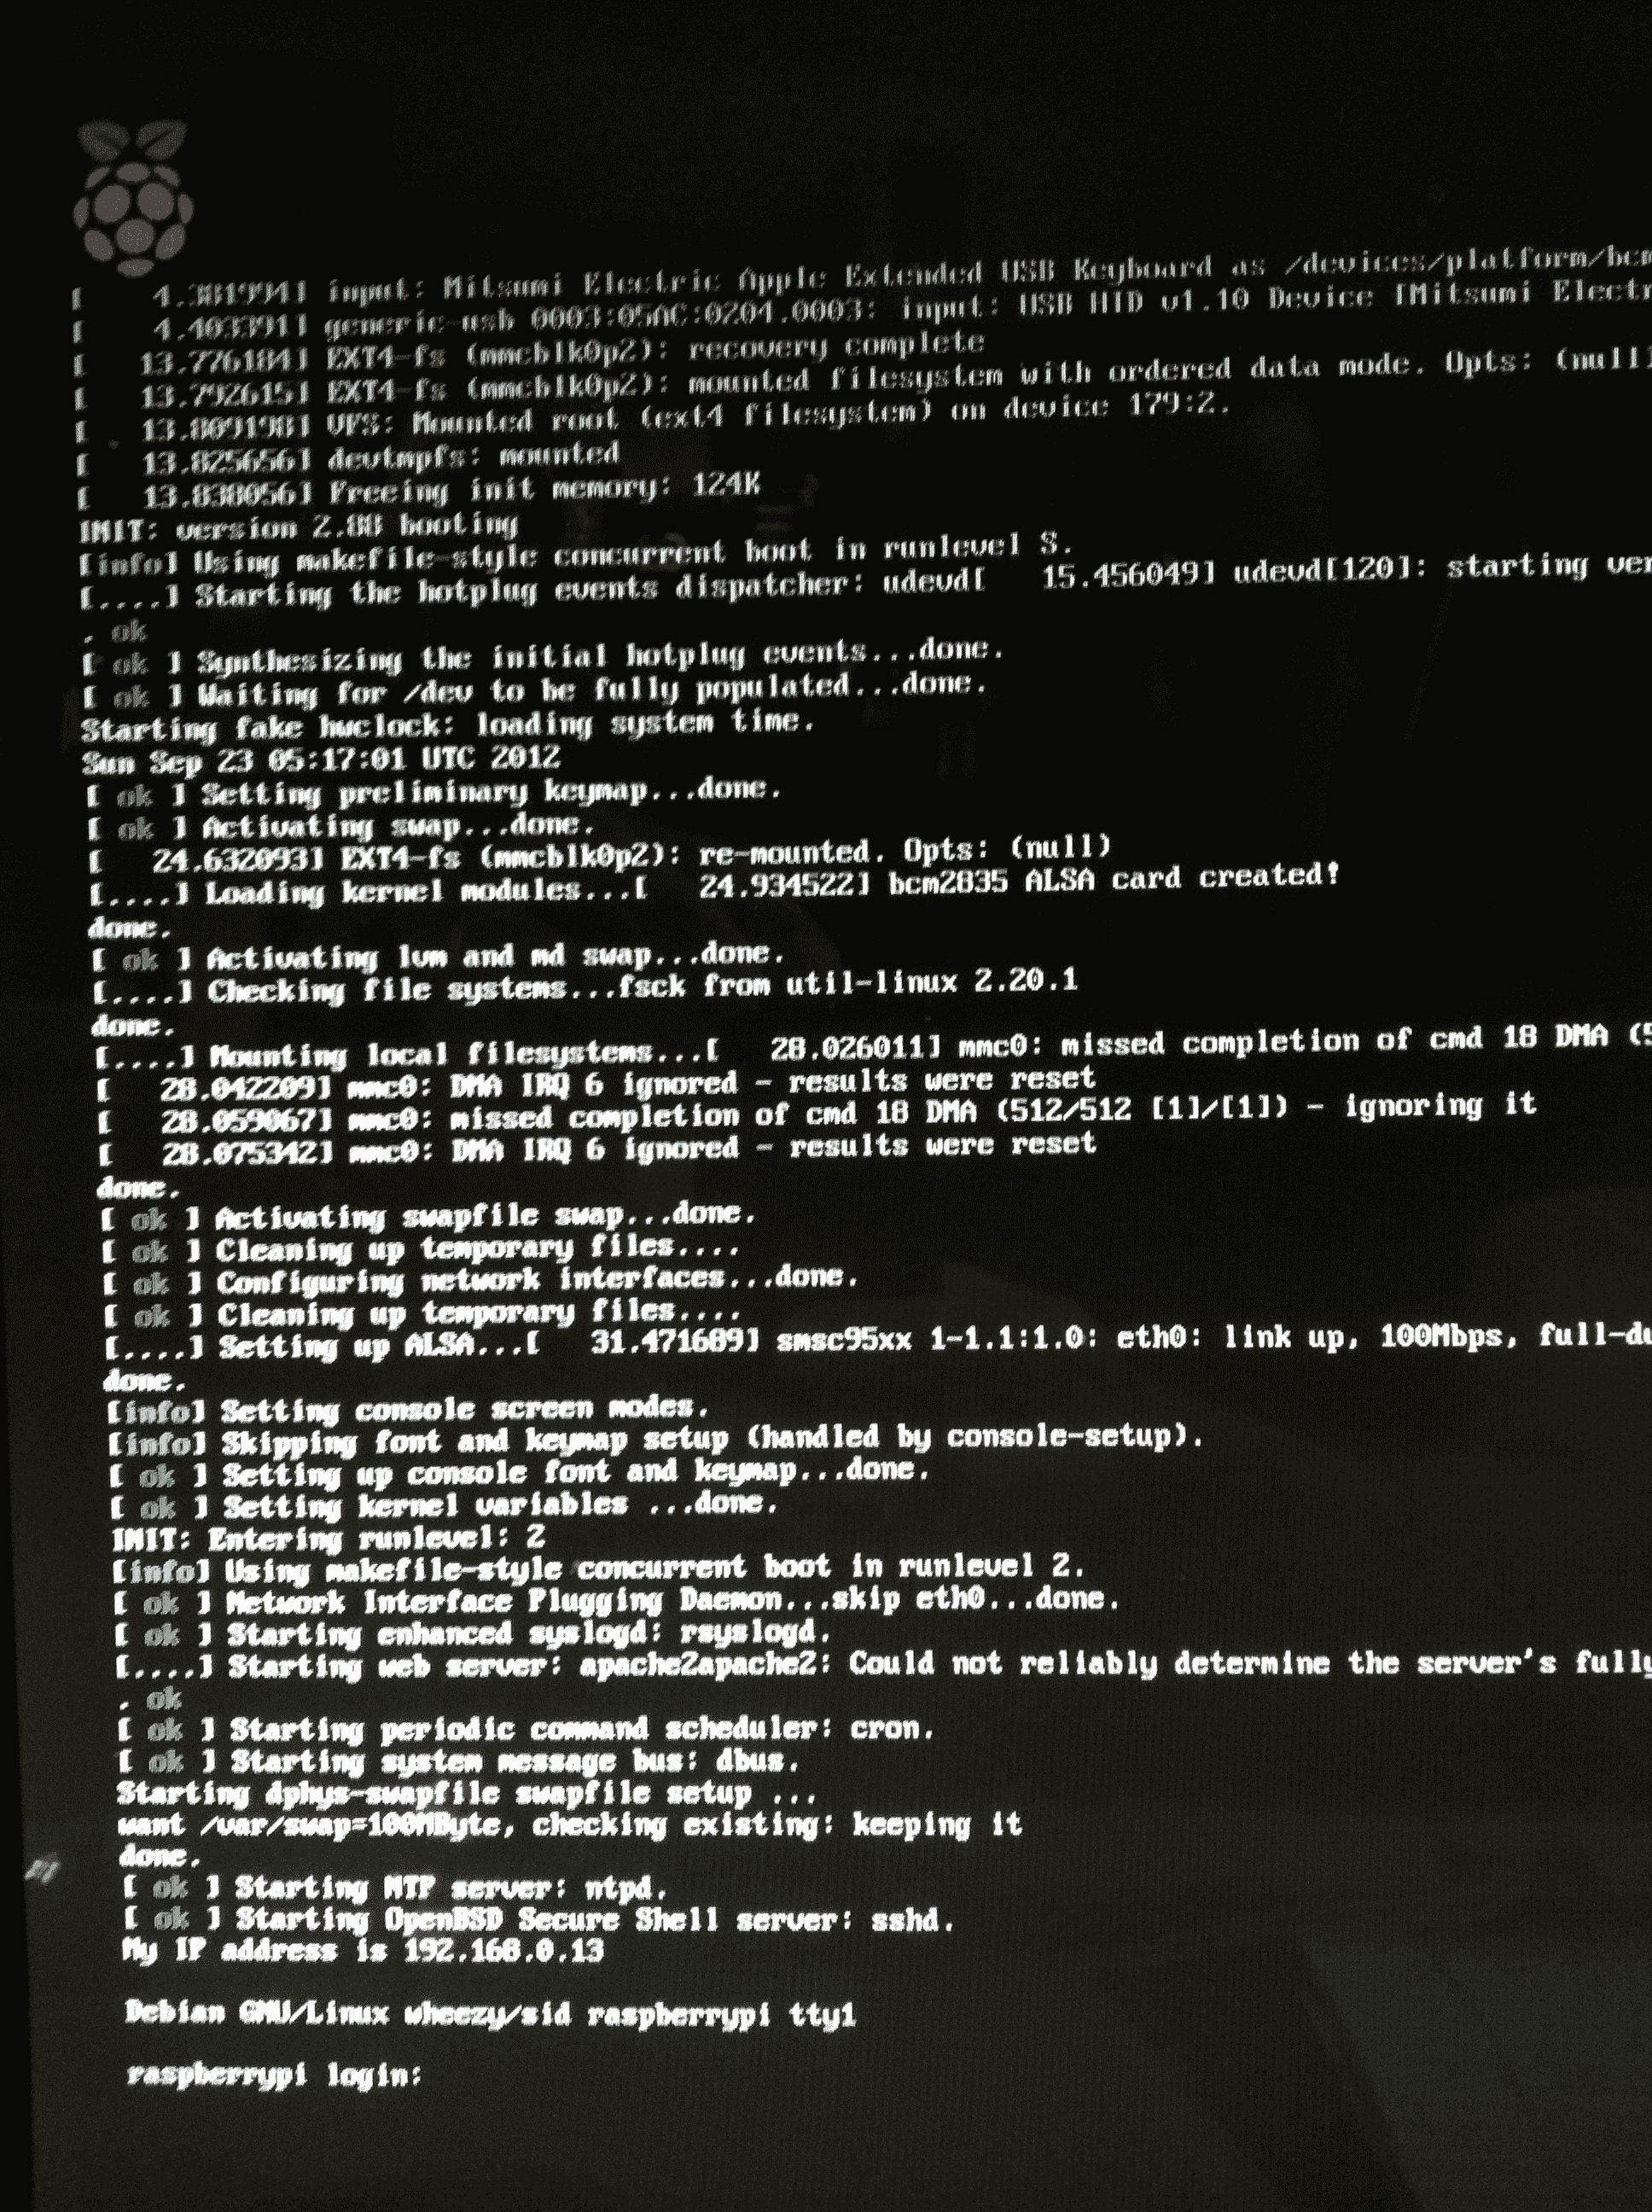 [    4.381994] input: Mitsumi Electric Apple Extended USB Keyboard as /devices/platform/bcm
[    4.403391] generic-usb 0003:05AC:0204.0003: input: USB HID v1.10 Device [Mitsumi Electr
[   13.776184] EXT4-fs (mmcblk0p2): recovery complete
[   13.792615] EXT4-fs (mmcblk0p2): mounted filesystem with ordered data mode. Opts: (null)
[   13.809198] VFS: Mounted root (ext4 filesystem) on device 179:2.
[   13.825656] devtmpfs: mounted
[   13.838056] Freeing init memory: 124K
INIT: version 2.88 booting
[info] Using makefile-style concurrent boot in runlevel S.
[....] Starting the hotplug events dispatcher: udevd[   15.456049] udevd[120]: starting ver
. ok
[ ok ] Synthesizing the initial hotplug events...done.
[ ok ] Waiting for /dev to be fully populated...done.
Starting fake hwclock: loading system time.
Sun Sep 23 05:17:01 UTC 2012
[ ok ] Setting preliminary keymap...done.
[ ok ] Activating swap...done.
[   24.632093] EXT4-fs (mmcblk0p2): re-mounted. Opts: (null)
[....] Loading kernel modules...[   24.934522] bcm2835 ALSA card created!
done.
[ ok ] Activating lvm and md swap...done.
[....] Checking file systems...fsck from util-linux 2.20.1
done.
[....] Mounting local filesystems...[   28.026011] mmc0: missed completion of cmd 18 DMA (5
[   28.042209] mmc0: DMA IRQ 6 ignored - results were reset
[   28.059067] mmc0: missed completion of cmd 18 DMA (512/512 [1]/[1]) - ignoring it
[   28.075342] mmc0: DMA IRQ 6 ignored - results were reset
done.
[ ok ] Activating swapfile swap...done.
[ ok ] Cleaning up temporary files....
[ ok ] Configuring network interfaces...done.
[ ok ] Cleaning up temporary files....
[....] Setting up ALSA...[   31.471689] smsc95xx 1-1.1:1.0: eth0: link up, 100Mbps, full-du
done.
[info] Setting console screen modes.
[info] Skipping font and keymap setup (handled by console-setup).
[ ok ] Setting up console font and keymap...done.
[ ok ] Setting kernel variables ...done.
INIT: Entering runlevel: 2
[info] Using makefile-style concurrent boot in runlevel 2.
[ ok ] Network Interface Plugging Daemon...skip eth0...done.
[ ok ] Starting enhanced syslogd: rsyslogd.
[....] Starting web server: apache2apache2: Could not reliably determine the server's fully
. ok
[ ok ] Starting periodic command scheduler: cron.
[ ok ] Starting system message bus: dbus.
Starting dphys-swapfile swapfile setup ...
want /var/swap=100MByte, checking existing: keeping it
done.
[ ok ] Starting NTP server: ntpd.
[ ok ] Starting OpenBSD Secure Shell server: sshd.
My IP address is 192.168.0.13
Debian GNU/Linux wheezy/sid raspberrypi tty1
raspberrypi login: